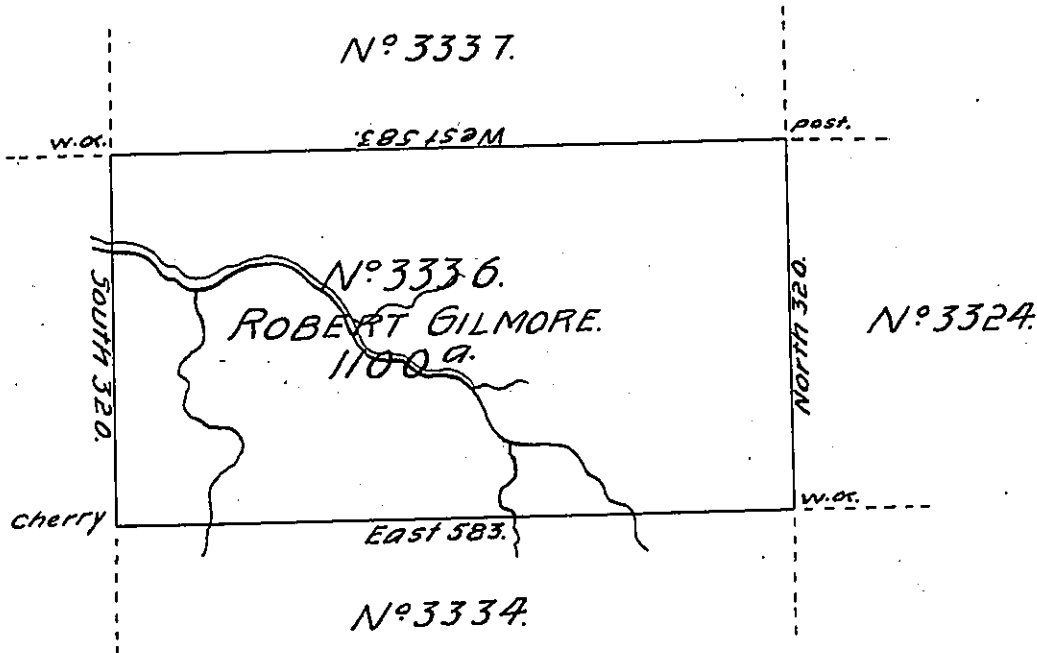 Nº 3337.
w.o.
West 583.
post.
Nº 3336.
ROBERT GILMORE.
1100 a.
SOUTH 320.
North 320.
Nº 3324.
cherry
East 583.
w.o.
Nº 3334.